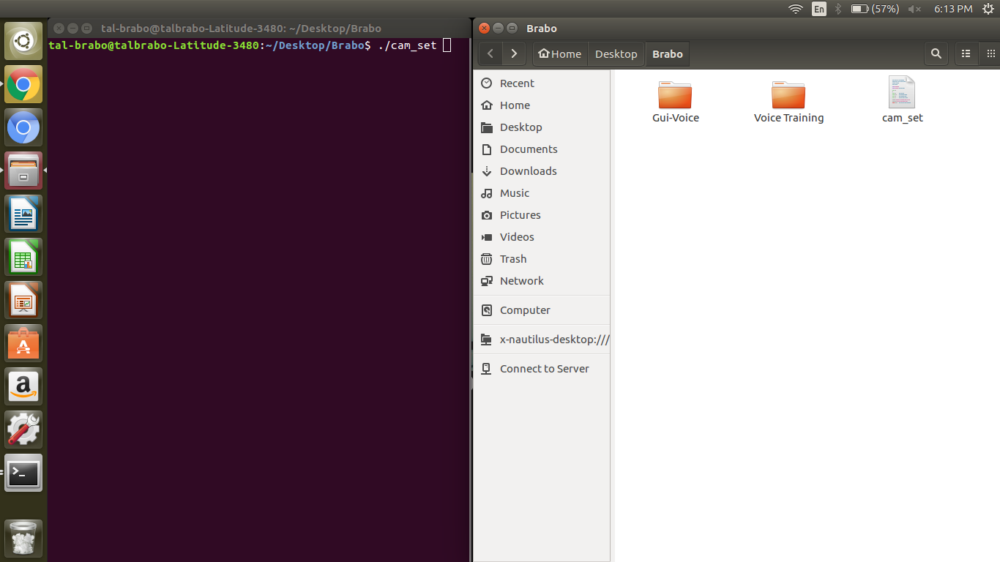 En
(57%)
6:13 PM
tal-brabo@talbrabo-Latitude-3480: ~/Desktop/Brabo
tal-brabo@talbrabo-Latitude-3480:~/Desktop/Brabo$ ./cam_set
Brabo
Home
Desktop
Brabo
Recent
Home
Desktop
Documents
Downloads
Music
Pictures
Videos
Trash
Network
Computer
x-nautilus-desktop:///
Connect to Server
Gui-Voice
Voice Training
cam_set